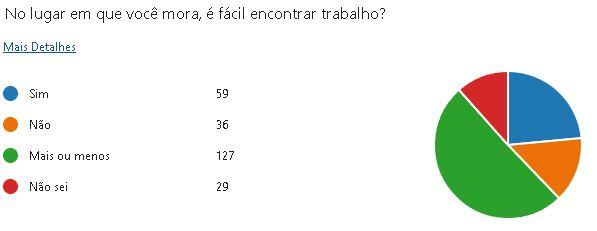 No lugar em que você mora, é fácil encontrar trabalho?
Mais Detalhes
Sim 59
Não 36
Mais ou menos 127
Não sei 29